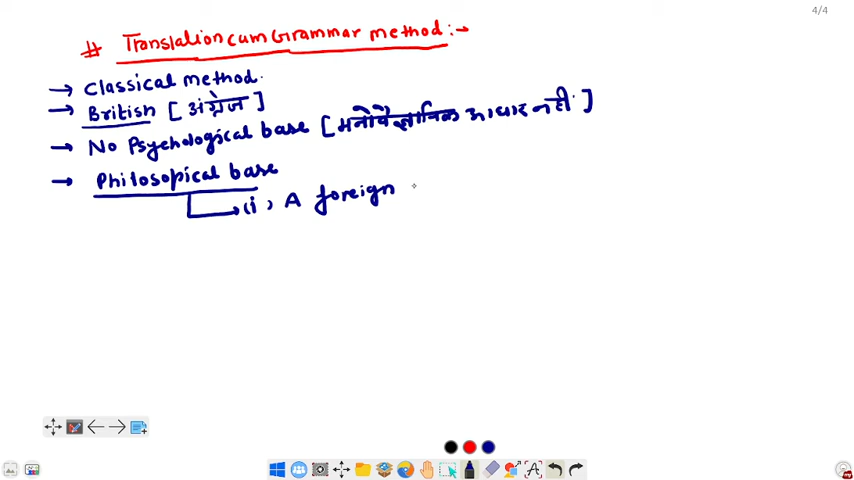 4/4
# Translation cum Grammar method :→
→ Classical method.
→ British [अंग्रेज]
→ No Psychological base [मनोवैज्ञानिक आधार नहीं]
→ Philosopical base
(i) A foreign